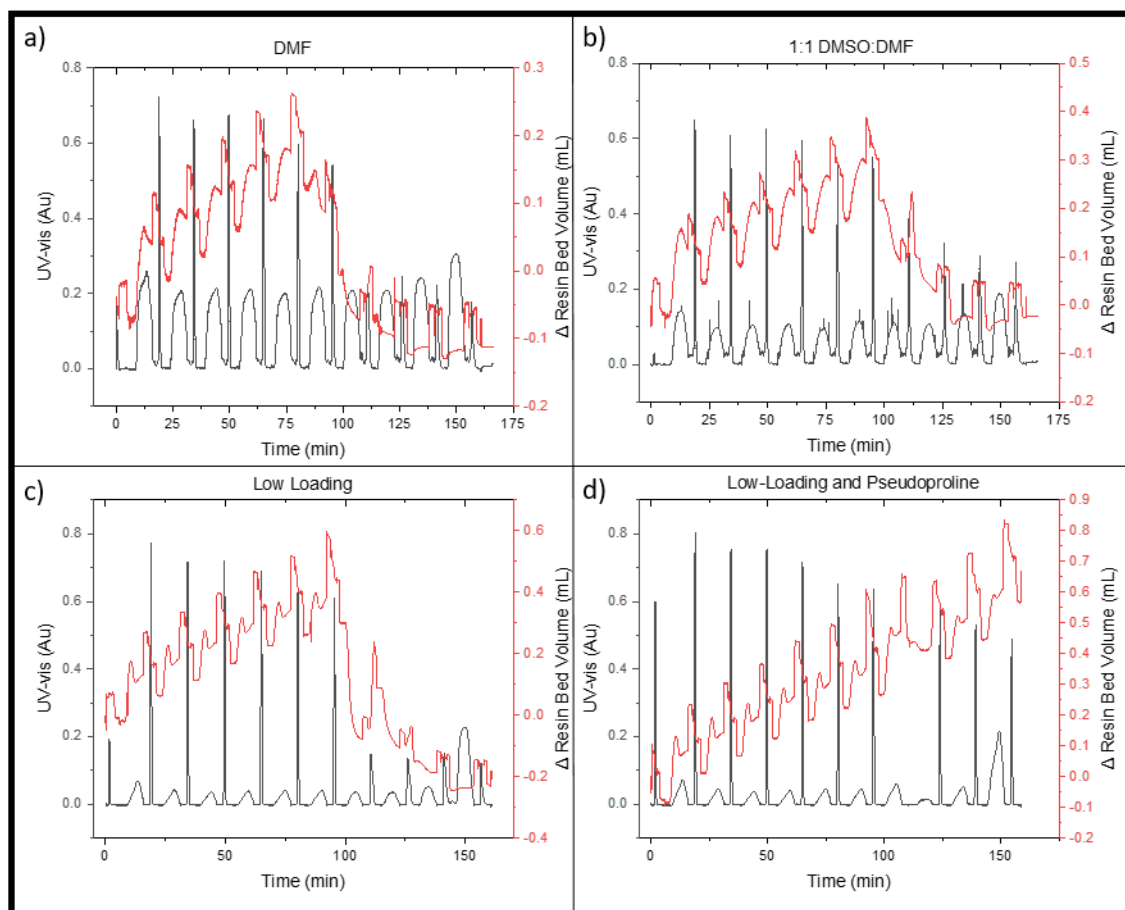 a)
DMF
UV-vis (Au)
0.8
0.6
0.4
0.2
0.0
0.3
0.2
0.1
0.0
-0.1
-0.2
Δ Resin Bed Volume (mL)
0 25 50 75 100 125 150 175
Time (min)
b)
1:1 DMSO:DMF
UV-vis (Au)
0.8
0.6
0.4
0.2
0.0
-0.1
0.5
0.4
0.3
0.2
0.1
0.0
-0.1
-0.2
Δ Resin Bed Volume (mL)
0 25 50 75 100 125 150 175
Time (min)
c)
Low Loading
UV-vis (Au)
0.8
0.6
0.4
0.2
0.0
0.6
0.4
0.2
0.0
-0.2
-0.4
Δ Resin Bed Volume (mL)
0 50 100 150
Time (min)
d)
Low-Loading and Pseudoproline
UV-vis (Au)
0.8
0.6
0.4
0.2
0.0
0.9
0.8
0.7
0.6
0.5
0.4
0.3
0.2
0.1
0.0
-0.1
-0.2
Δ Resin Bed Volume (mL)
0 50 100 150
Time (min)